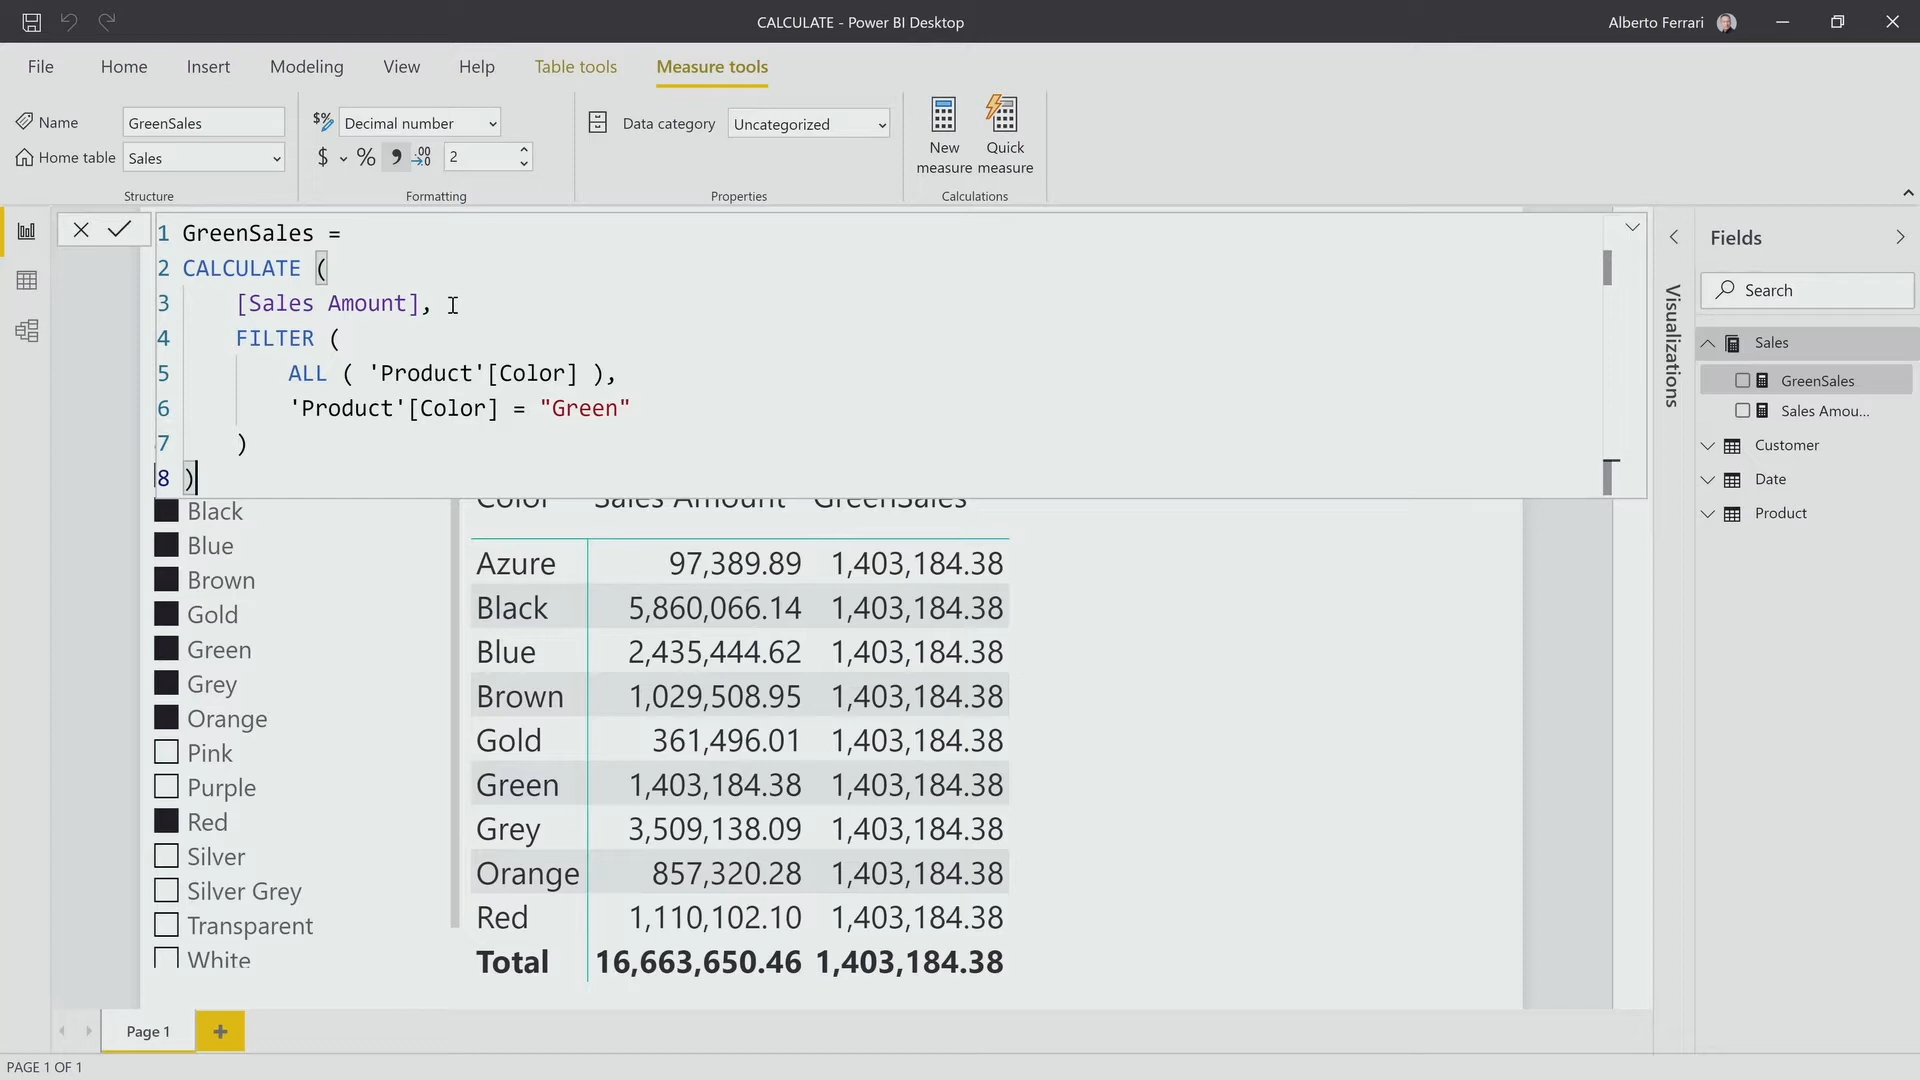 CALCULATE - Power BI Desktop
Alberto Ferrari
File Home Insert Modeling View Help Table tools Measure tools
Name GreenSales
Home table Sales
Structure
$% Decimal number
$ % , .00 →.0 2
Formatting
Data category Uncategorized
Properties
New measure
Quick measure
Calculations
1 GreenSales =
2 CALCULATE (
3 [Sales Amount],
4 FILTER (
5 ALL ( 'Product'[Color] ),
6 'Product'[Color] = "Green"
7 )
8 )
Black
Blue
Brown
Gold
Green
Grey
Orange
Pink
Purple
Red
Silver
Silver Grey
Transparent
White
Color Sales Amount GreenSales
Azure 97,389.89 1,403,184.38
Black 5,860,066.14 1,403,184.38
Blue 2,435,444.62 1,403,184.38
Brown 1,029,508.95 1,403,184.38
Gold 361,496.01 1,403,184.38
Green 1,403,184.38 1,403,184.38
Grey 3,509,138.09 1,403,184.38
Orange 857,320.28 1,403,184.38
Red 1,110,102.10 1,403,184.38
Total 16,663,650.46 1,403,184.38
Visualizations
Fields
Search
Sales
GreenSales
Sales Amou...
Customer
Date
Product
Page 1
+
PAGE 1 OF 1